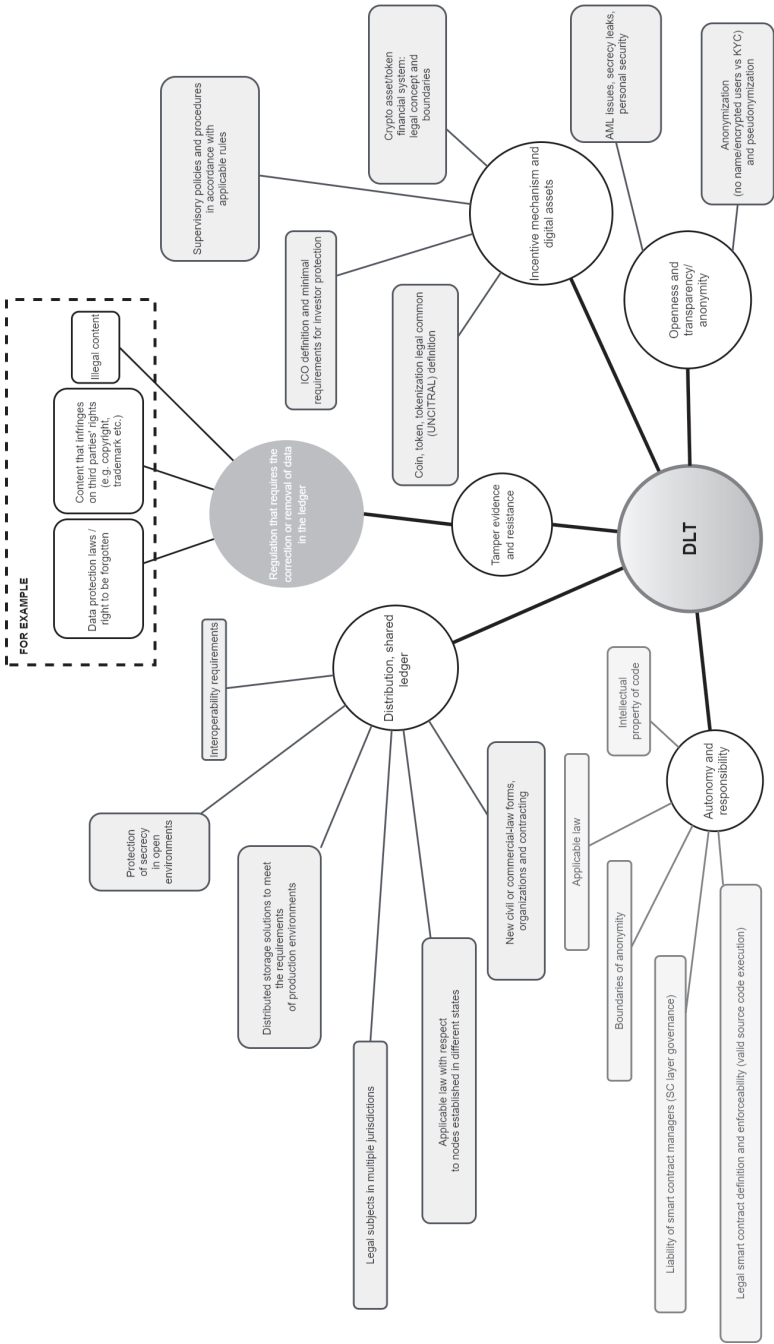 FOR EXAMPLE
Data protection laws /
right to be forgotten
Content that infringes
on third parties' rights
(e.g. copyright,
trademark etc.)
Illegal content
Regulation that requires the
correction or removal of data
in the ledger
Supervisory policies and procedures
in accordance with
applicable rules
Crypto asset/token
financial system:
legal concept and
boundaries
ICO definition and minimal
requirements for investor protection
Coin, token, tokenization legal common
(UNCITRAL) definition
Incentive mechanism and
digital assets
AML issues, secrecy leaks,
personal security
Anonymization
(no name/encrypted users vs KYC)
and pseudonymization
Openness and
transparency/
anonymity
Tamper evidence
and resistance
DLT
Distribution, shared
ledger
Interoperability requirements
Protection
of secrecy
in open
environments
Distributed storage solutions to meet
the requirements
of production environments
Legal subjects in multiple jurisdictions
Applicable law with respect
to nodes established in different states
New civil or commercial-law forms,
organizations and contracting
Autonomy and
responsibility
Intellectual
property of code
Applicable law
Boundaries of anonymity
Liability of smart contract managers (SC layer governance)
Legal smart contract definition and enforceability (valid source code execution)